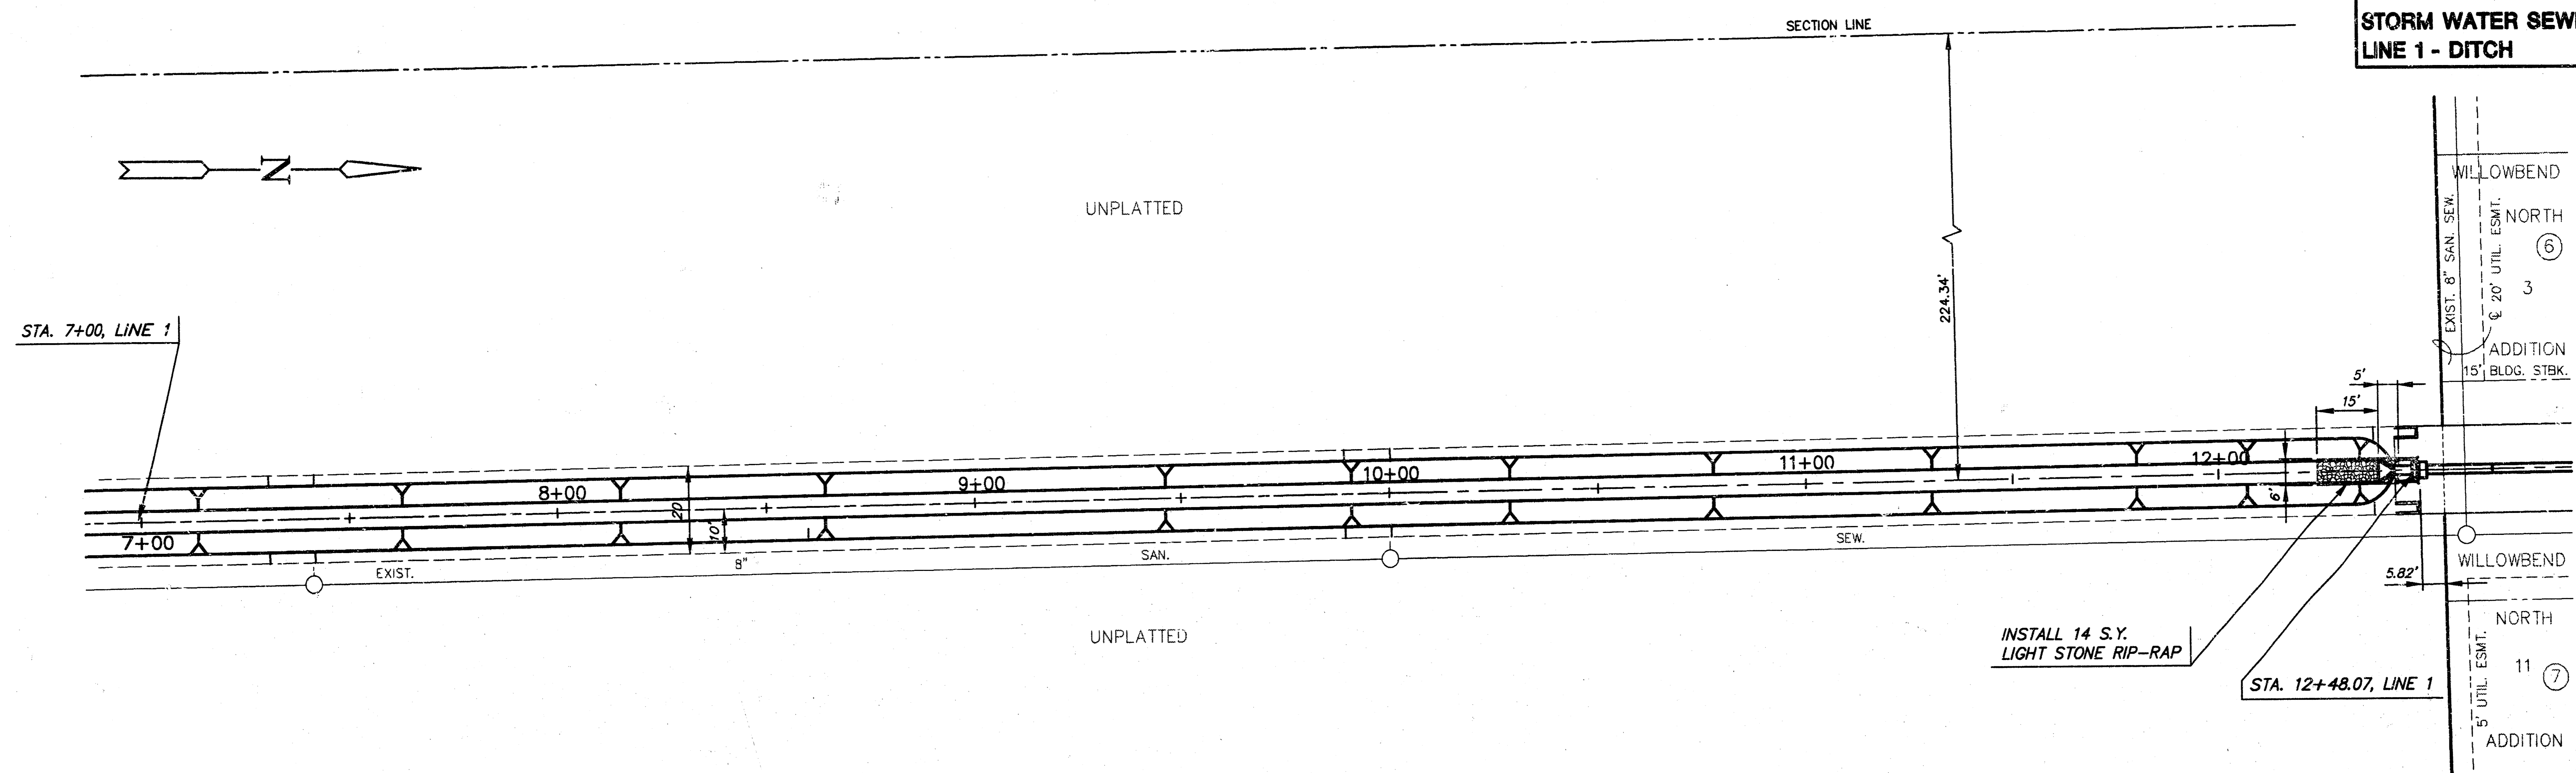 SECTION LINE
LINE 1 - DITCH
N
UNPLATTED
STA. 7+00, LINE 1
224.34'
WILLOWBEND
NORTH
6
3
ADDITION
15' BLDG. STBK.
EXIST. 8" SAN. SEW.
℄ 20' UTIL. ESMT.
5'
15'
7+00
8+00
9+00
10+00
11+00
12+00
20'
10'
6'
EXIST.
8"
SAN.
SEW.
5.82'
UNPLATTED
INSTALL 14 S.Y.
LIGHT STONE RIP-RAP
STA. 12+48.07, LINE 1
WILLOWBEND
NORTH
11
7
5' UTIL. ESMT.
ADDITION
STORM WATER